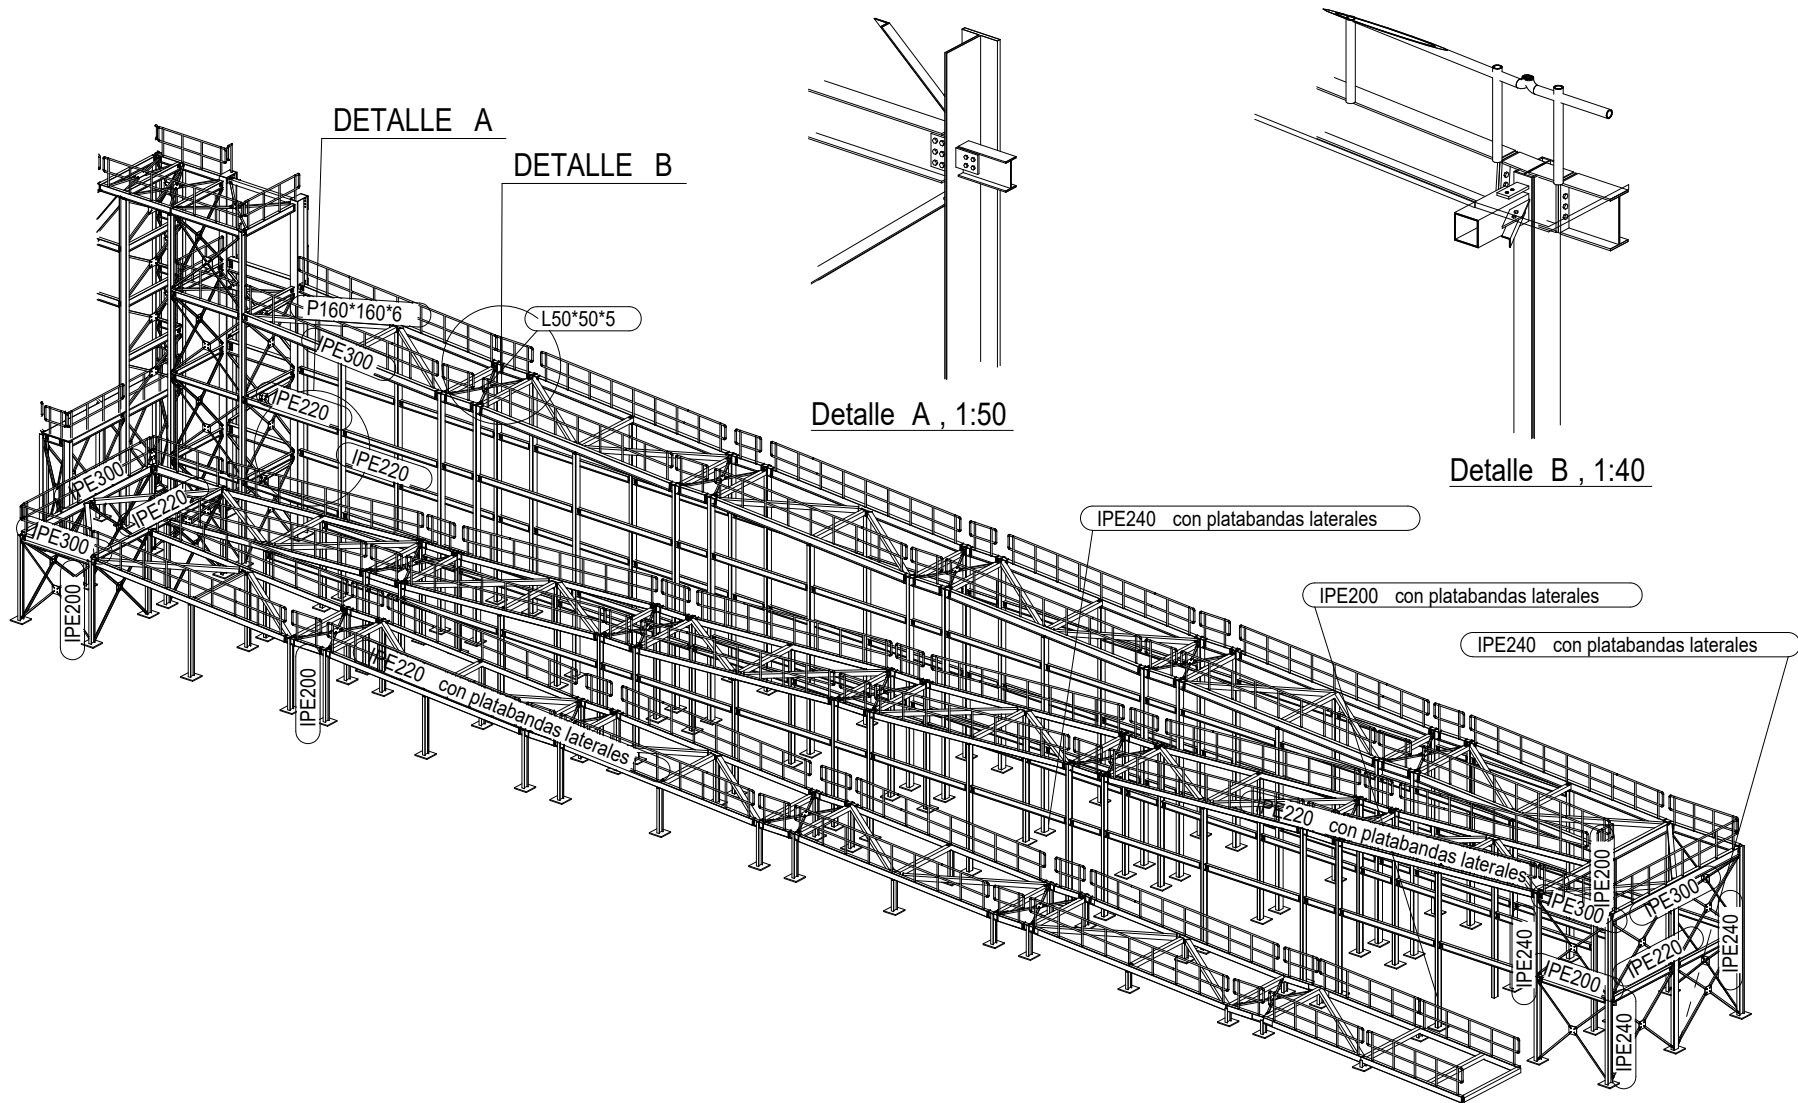 DETALLE A
DETALLE B
P160*160*6
L50*50*5
IPE300
IPE220
IPE220
Detalle A , 1:50
Detalle B , 1:40
PE300
IPE220
IPE300
IPE200
IPE200
IPE220 con platabandas laterales
IPE240 con platabandas laterales
IPE200 con platabandas laterales
IPE240 con platabandas laterales
IPE220 con platabandas laterales
IPE200
IPE300
IPE300
IPE240
IPE200
IPE220
IPE240
IPE240